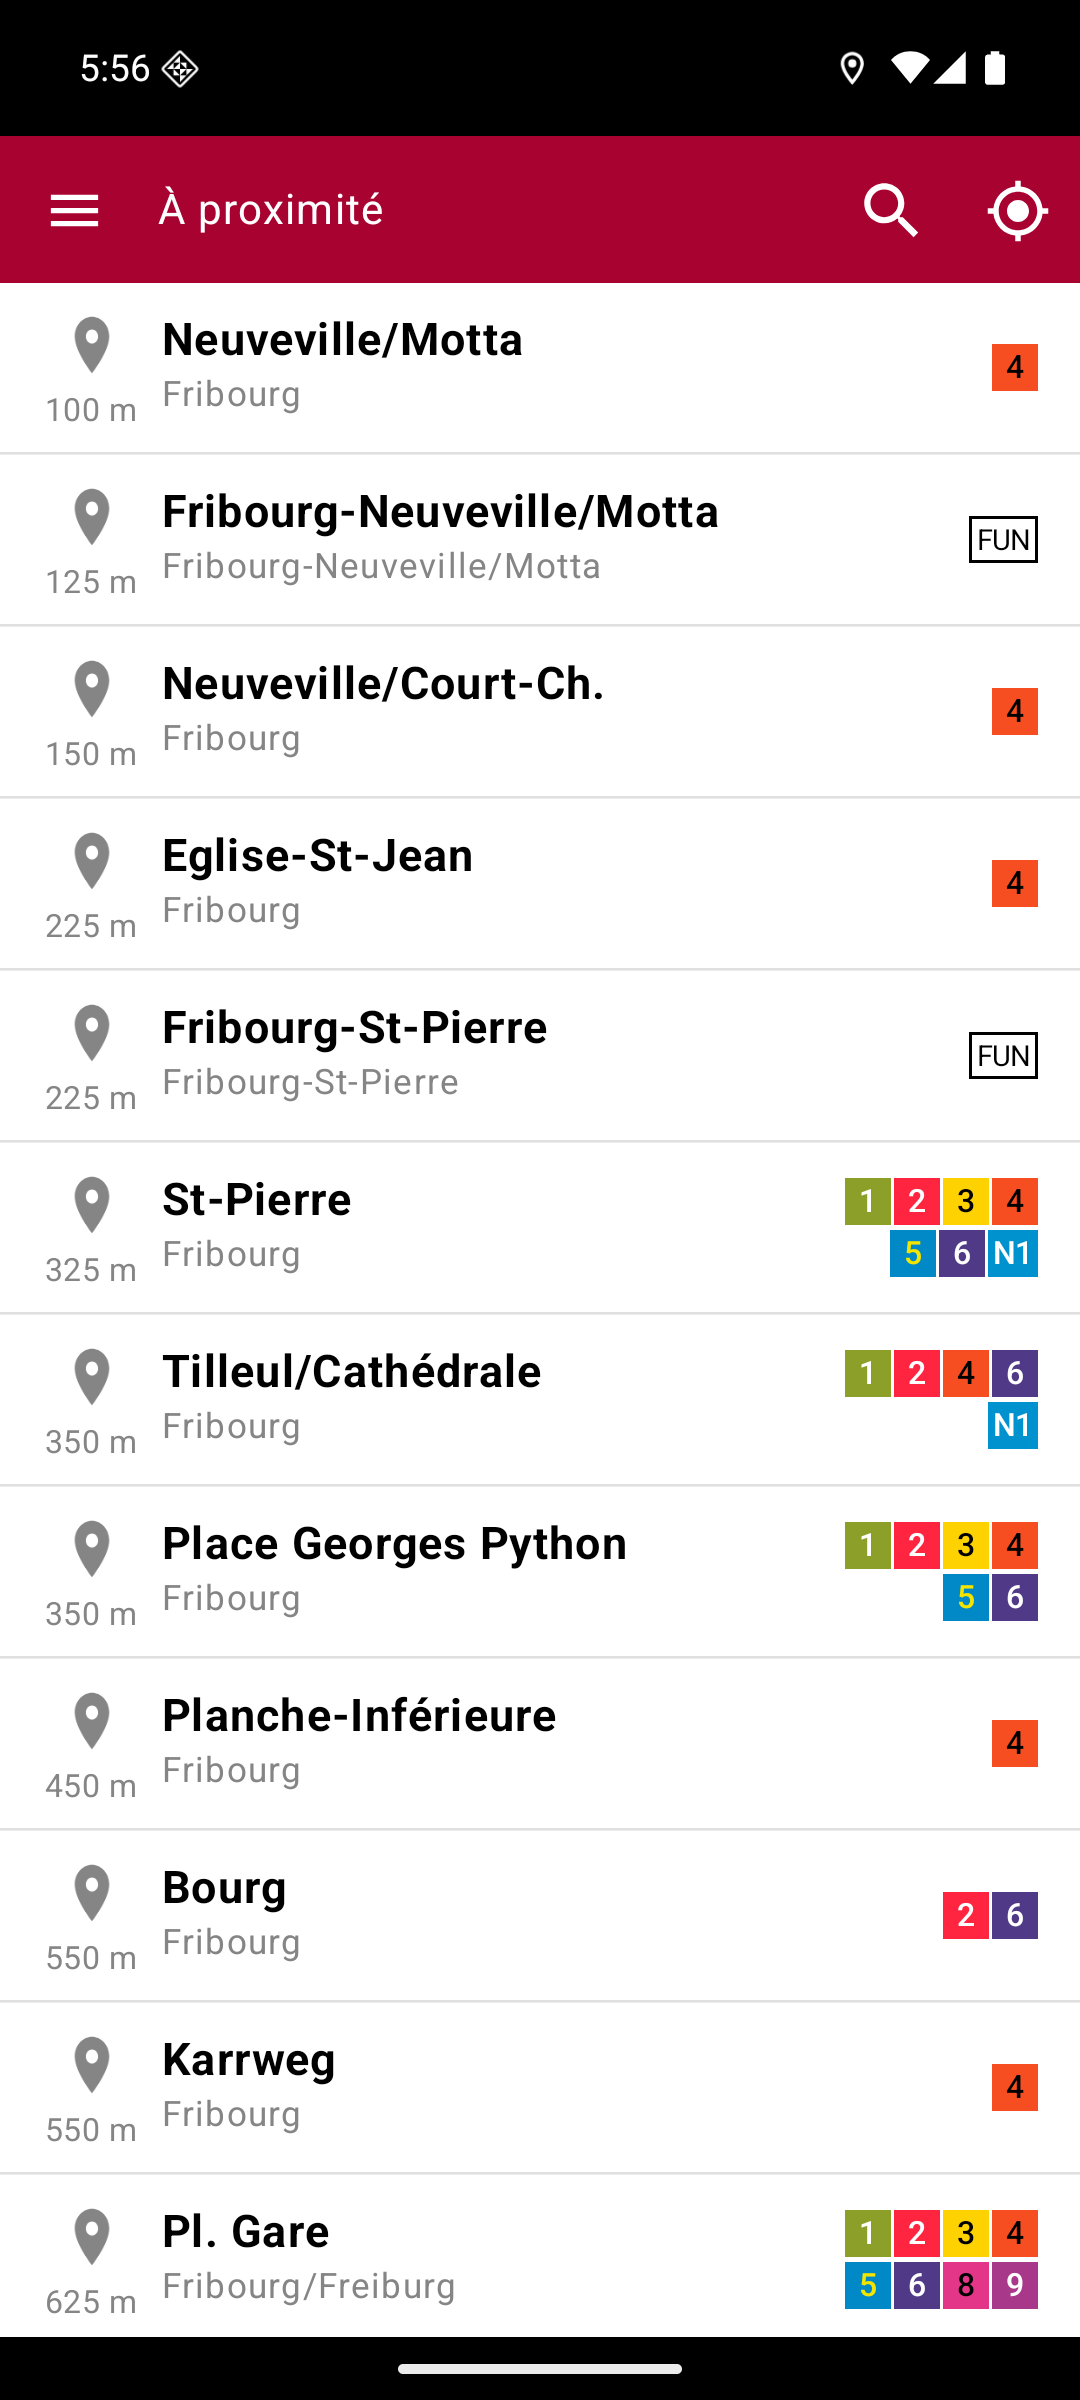 5:56
À proximité
Neuveville/Motta
Fribourg
100 m
4
Fribourg-Neuveville/Motta
Fribourg-Neuveville/Motta
125 m
FUN
Neuveville/Court-Ch.
Fribourg
150 m
4
Eglise-St-Jean
Fribourg
225 m
4
Fribourg-St-Pierre
Fribourg-St-Pierre
225 m
FUN
St-Pierre
Fribourg
325 m
1 2 3 4
5 6 N1
Tilleul/Cathédrale
Fribourg
350 m
1 2 4 6
N1
Place Georges Python
Fribourg
350 m
1 2 3 4
5 6
Planche-Inférieure
Fribourg
450 m
4
Bourg
Fribourg
550 m
2 6
Karrweg
Fribourg
550 m
4
Pl. Gare
Fribourg/Freiburg
625 m
1 2 3 4
5 6 8 9